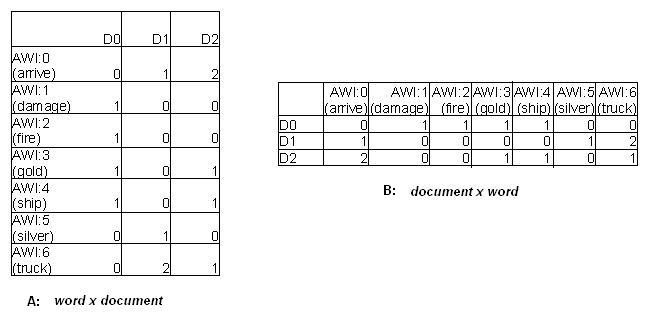 D0 D1 D2
AWI:0
(arrive) 0 1 2
AWI:1
(damage) 1 0 0
AWI:2
(fire) 1 0 0
AWI:3
(gold) 1 0 1
AWI:4
(ship) 1 0 1
AWI:5
(silver) 0 1 0
AWI:6
(truck) 0 2 1
A: word x document
AWI:0 AWI:1 AWI:2 AWI:3 AWI:4 AWI:5 AWI:6
(arrive) (damage) (fire) (gold) (ship) (silver) (truck)
D0 0 1 1 1 1 0 0
D1 1 0 0 0 0 1 2
D2 2 0 0 1 1 0 1
B: document x word